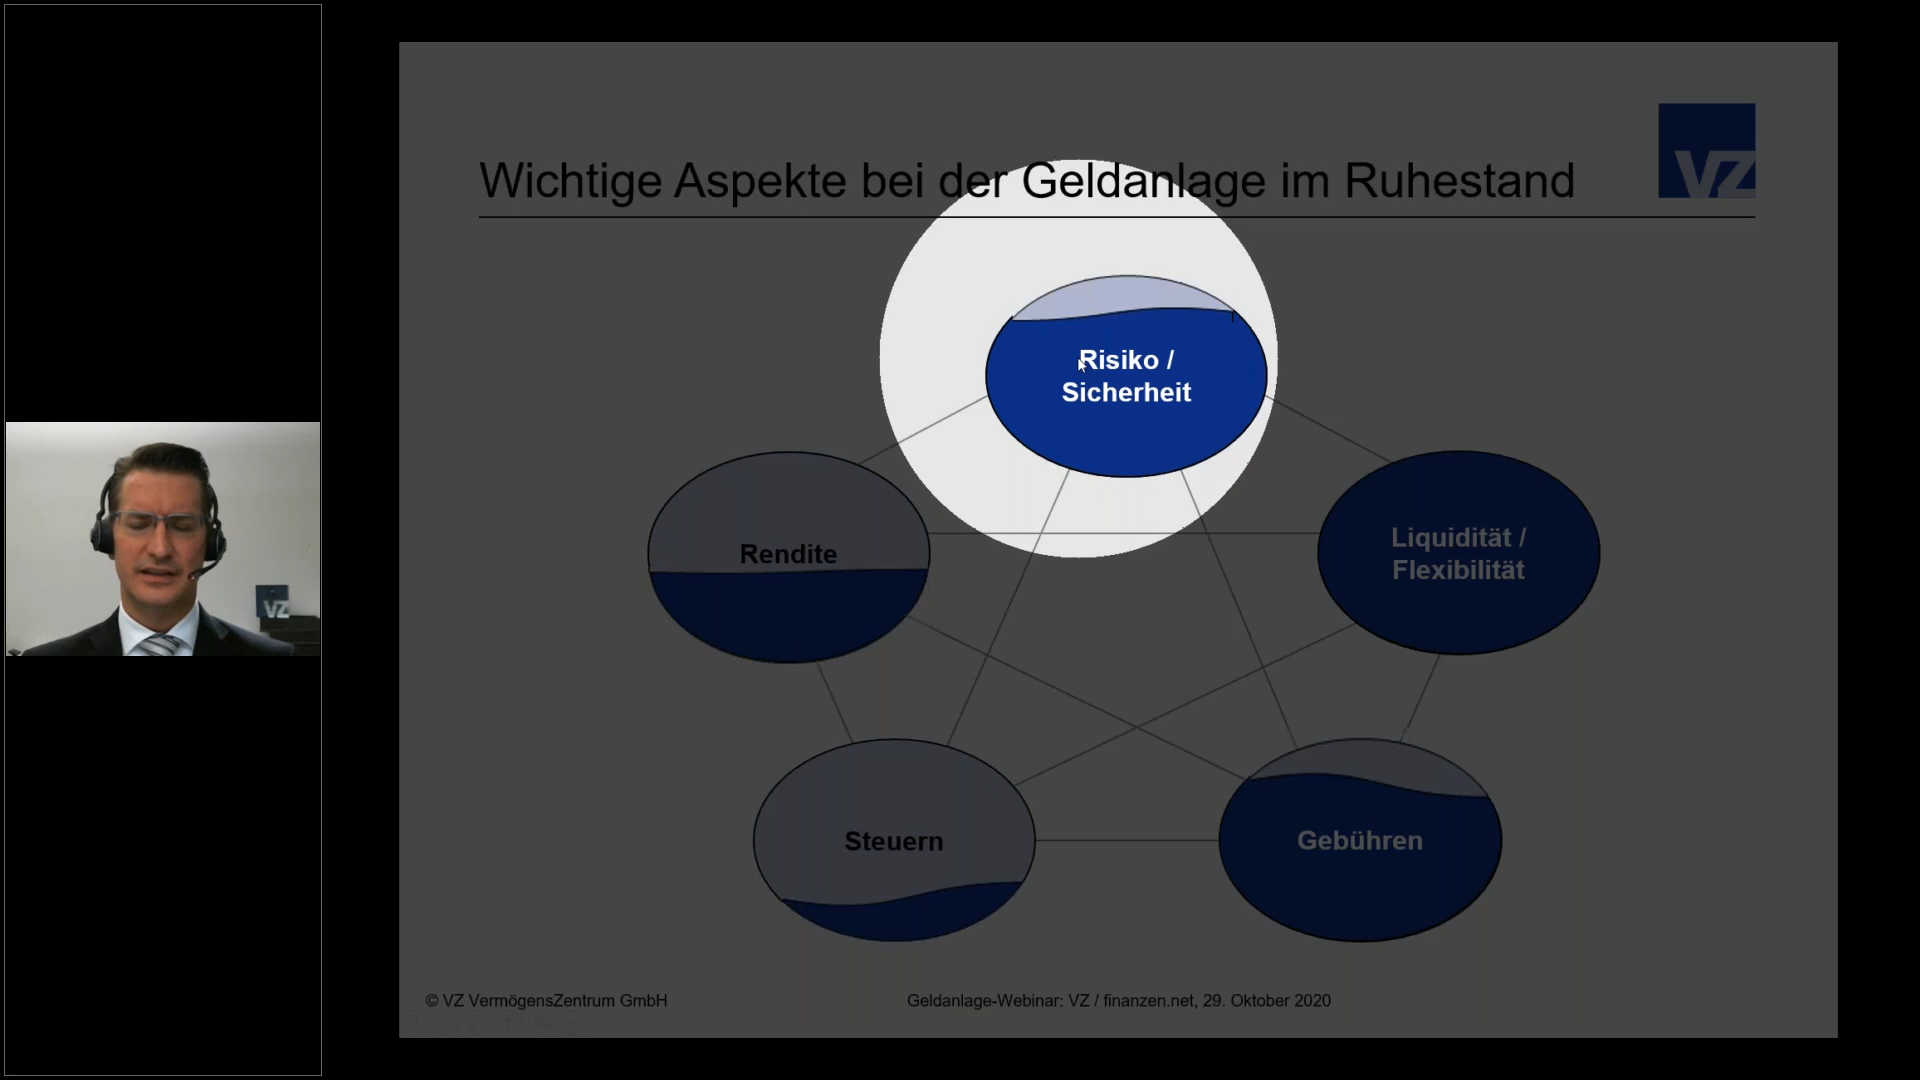 Wichtige Aspekte bei der Geldanlage im Ruhestand
VZ
Risiko /
Sicherheit
Rendite
Liquidität /
Flexibilität
Steuern
Gebühren
VZ
© VZ VermögensZentrum GmbH
Geldanlage-Webinar: VZ / finanzen.net, 29. Oktober 2020